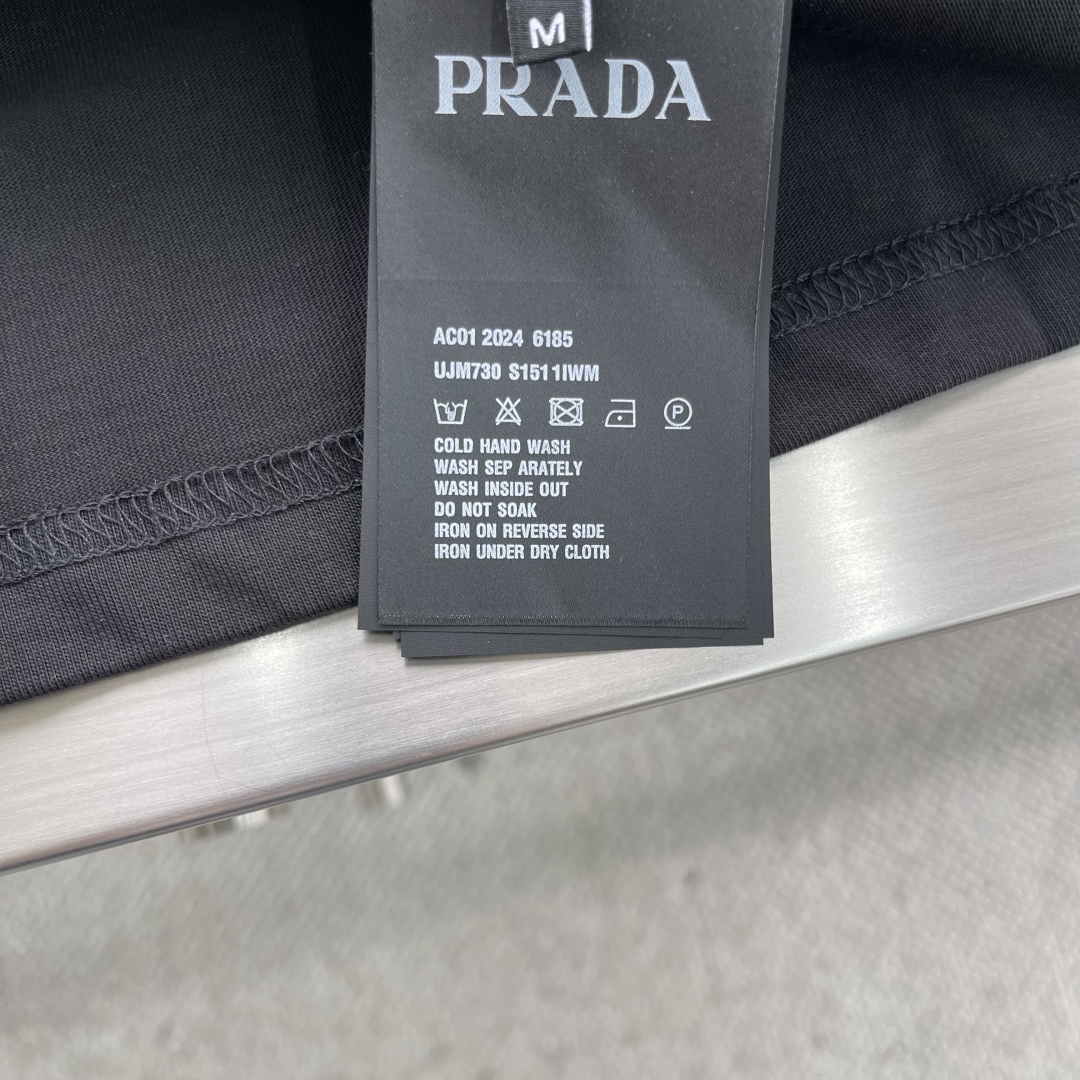 M
PRADA
AC01 2024 6185
UJM730 S151 1IWM
P
COLD HAND WASH
WASH SEP ARATELY
WASH INSIDE OUT
DO NOT SOAK
IRON ON REVERSE SIDE
IRON UNDER DRY CLOTH